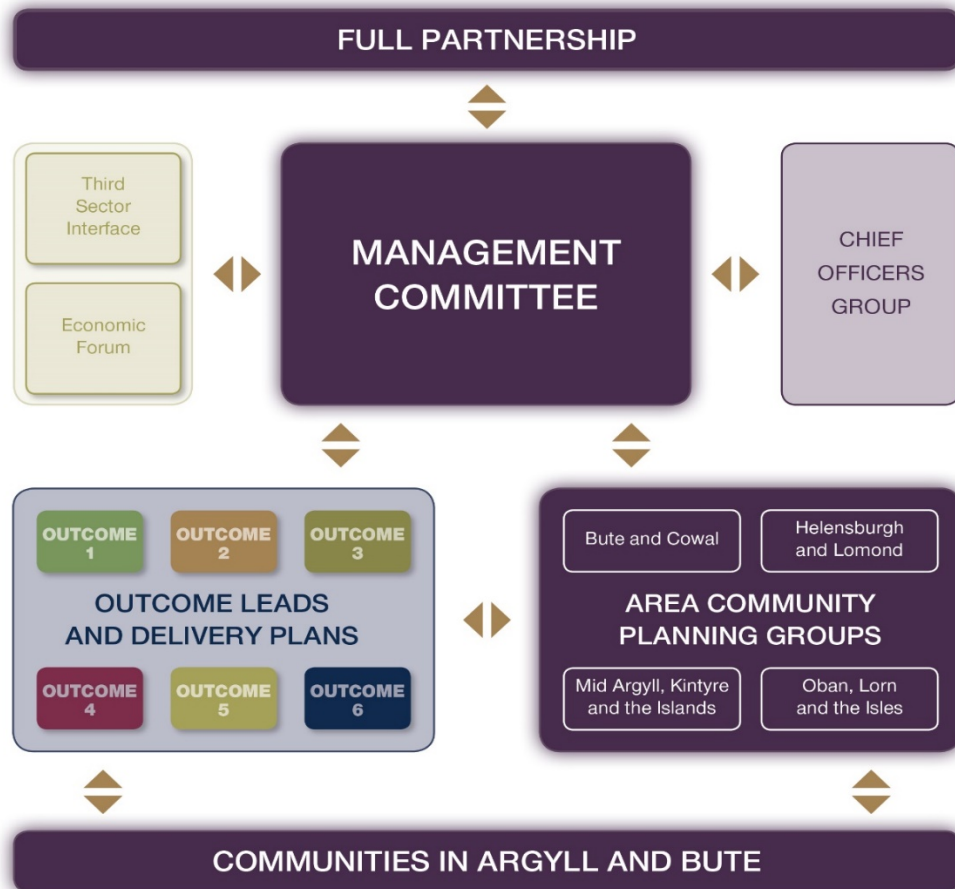 FULL PARTNERSHIP
Third
Sector
Interface
Economic
Forum
MANAGEMENT
COMMITTEE
CHIEF
OFFICERS
GROUP
OUTCOME
1
OUTCOME
2
OUTCOME
3
OUTCOME LEADS
AND DELIVERY PLANS
OUTCOME
4
OUTCOME
5
OUTCOME
6
Bute and Cowal
Helensburgh
and Lomond
AREA COMMUNITY
PLANNING GROUPS
Mid Argyll, Kintyre
and the Islands
Oban, Lorn
and the Isles
COMMUNITIES IN ARGYLL AND BUTE